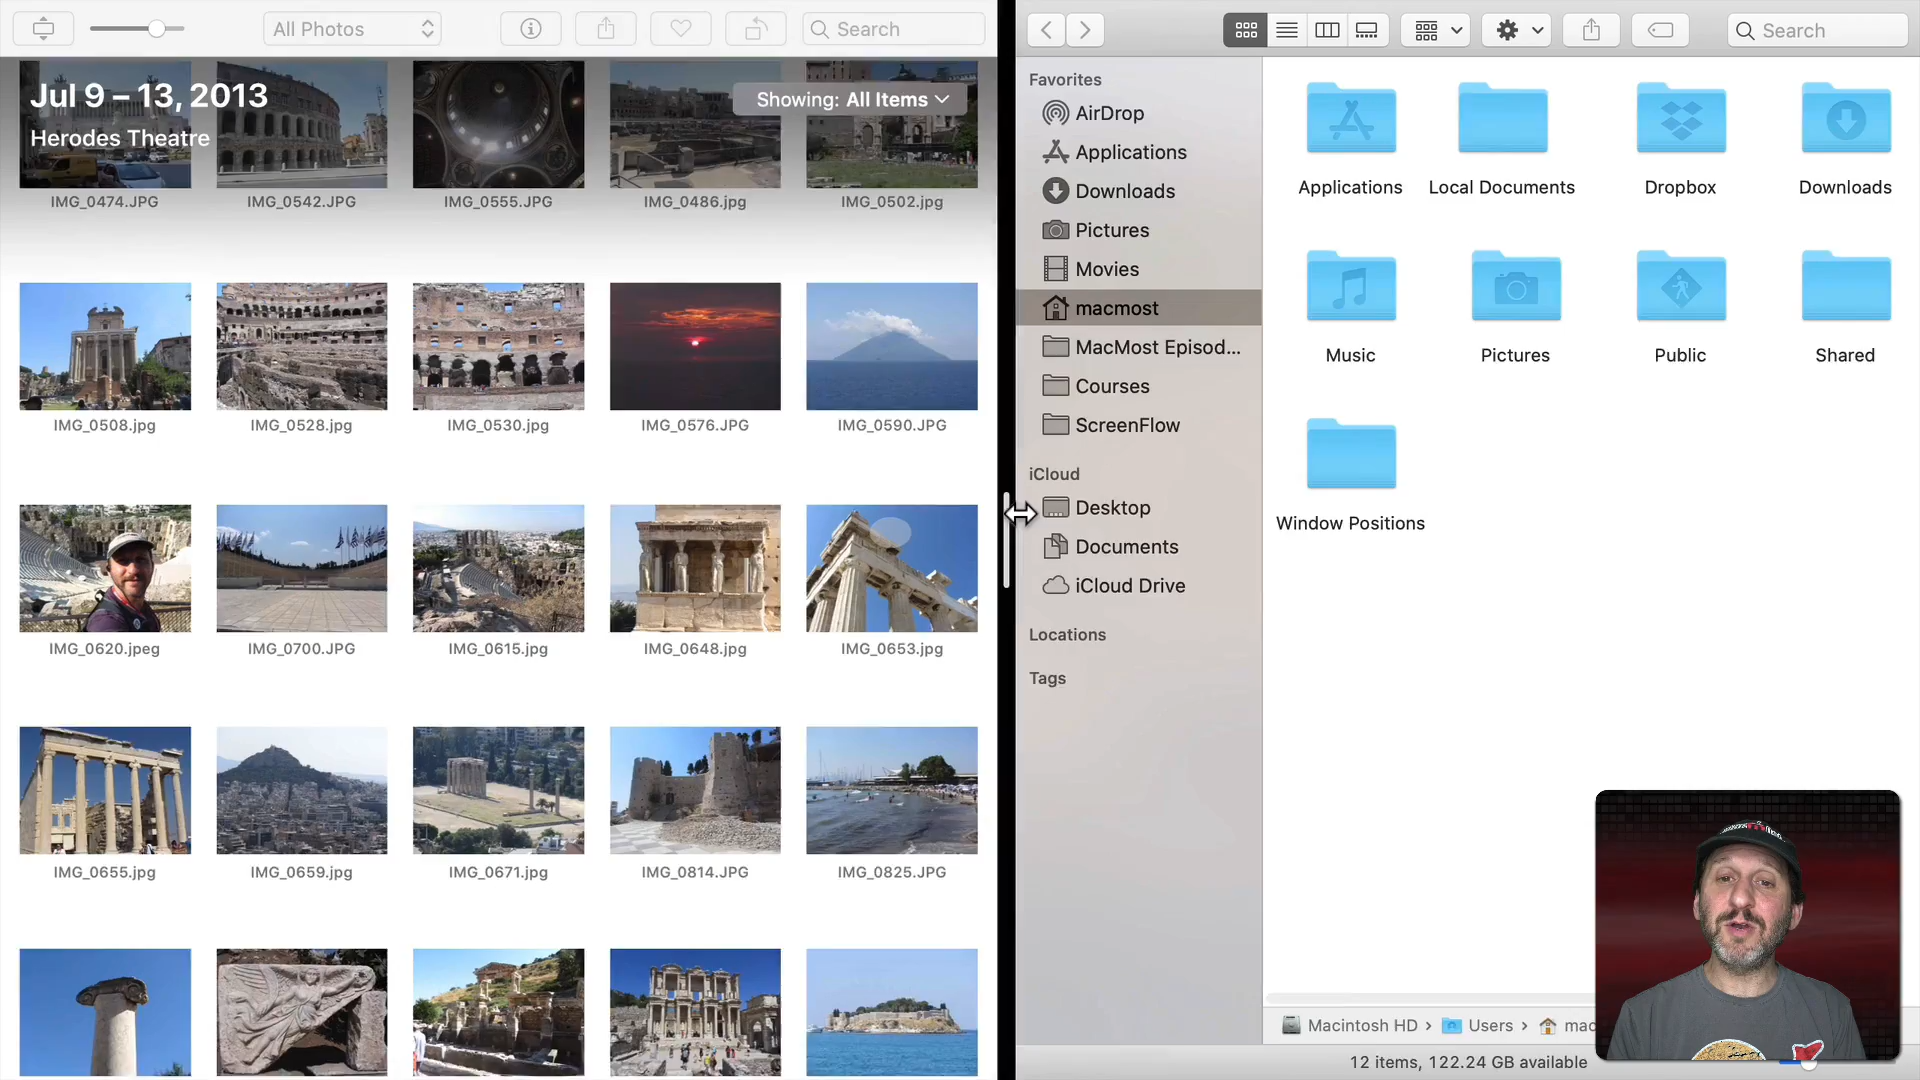 All Photos
Search
Jul 9 – 13, 2013
Herodes Theatre
Showing: All Items
IMG_0474.JPG
IMG_0542.JPG
IMG_0555.JPG
IMG_0486.jpg
IMG_0502.jpg
IMG_0508.jpg
IMG_0528.jpg
IMG_0530.jpg
IMG_0576.JPG
IMG_0590.JPG
IMG_0620.jpeg
IMG_0700.JPG
IMG_0615.jpg
IMG_0648.jpg
IMG_0653.jpg
IMG_0655.jpg
IMG_0659.jpg
IMG_0671.jpg
IMG_0814.JPG
IMG_0825.JPG
Search
Favorites
AirDrop
Applications
Downloads
Pictures
Movies
macmost
MacMost Episod...
Courses
ScreenFlow
iCloud
Desktop
Documents
iCloud Drive
Locations
Tags
Applications
Local Documents
Dropbox
Downloads
Music
Pictures
Public
Shared
Window Positions
Macintosh HD › Users › mac
12 items, 122.24 GB available